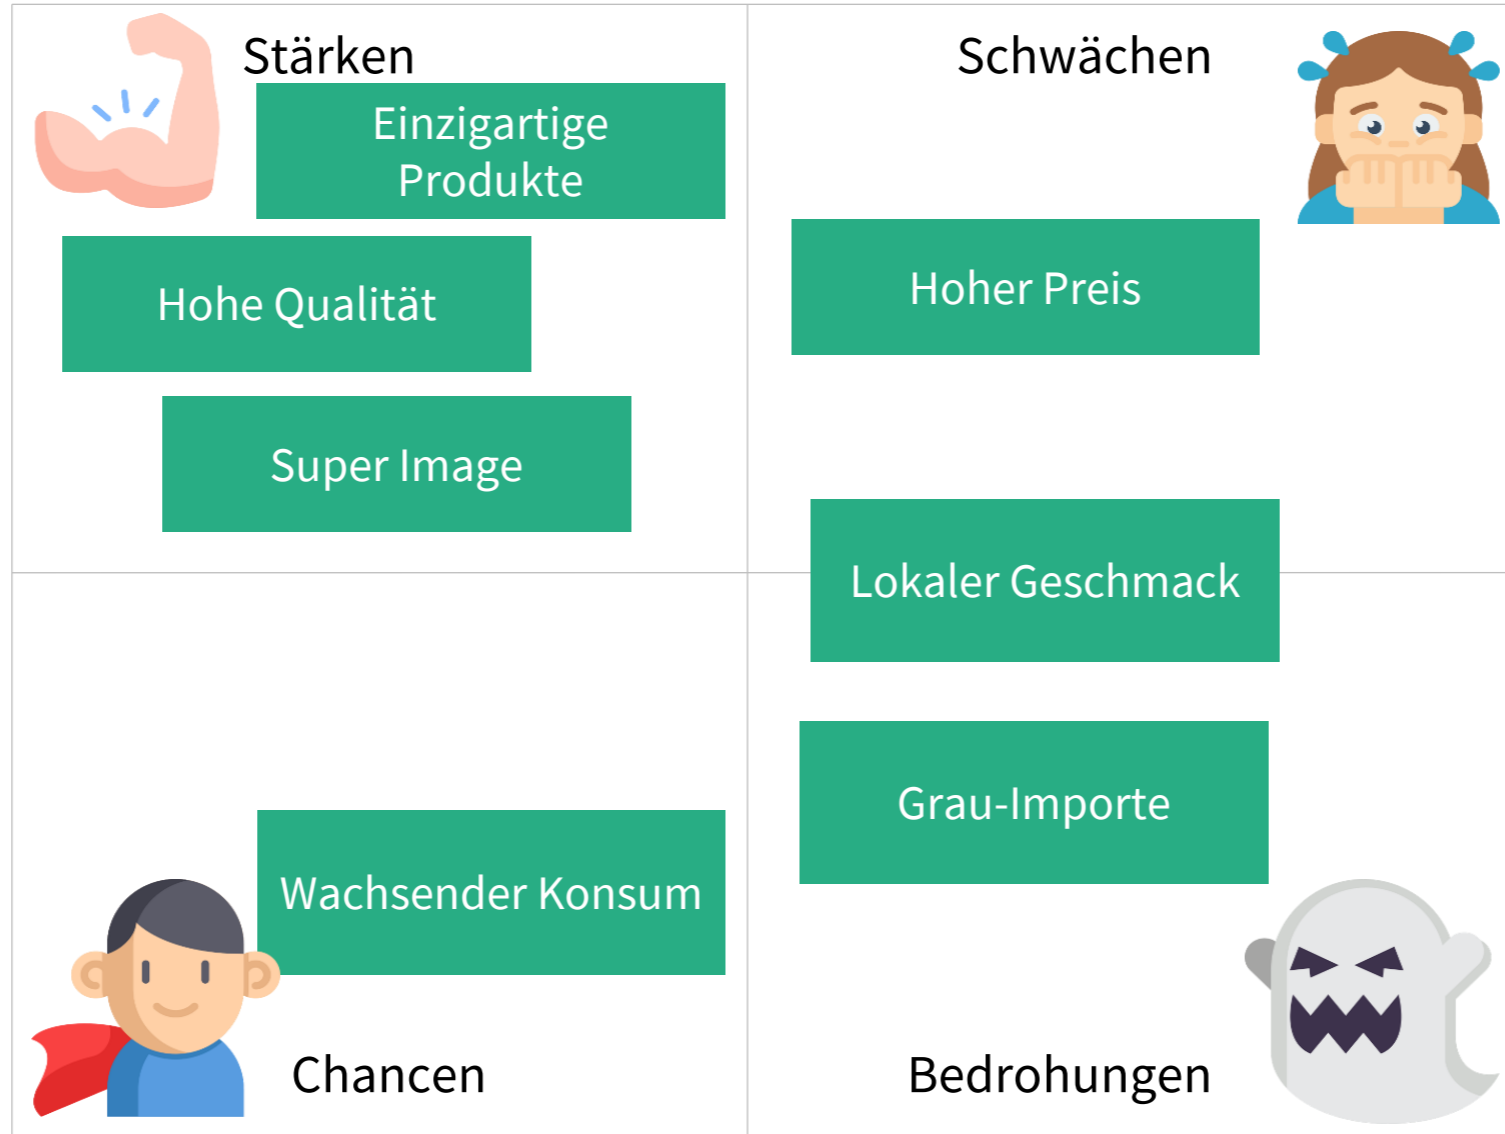 Stärken
Einzigartige
Produkte
Hohe Qualität
Super Image
Schwächen
Hoher Preis
Lokaler Geschmack
Grau-Importe
Bedrohungen
Wachsender Konsum
Chancen